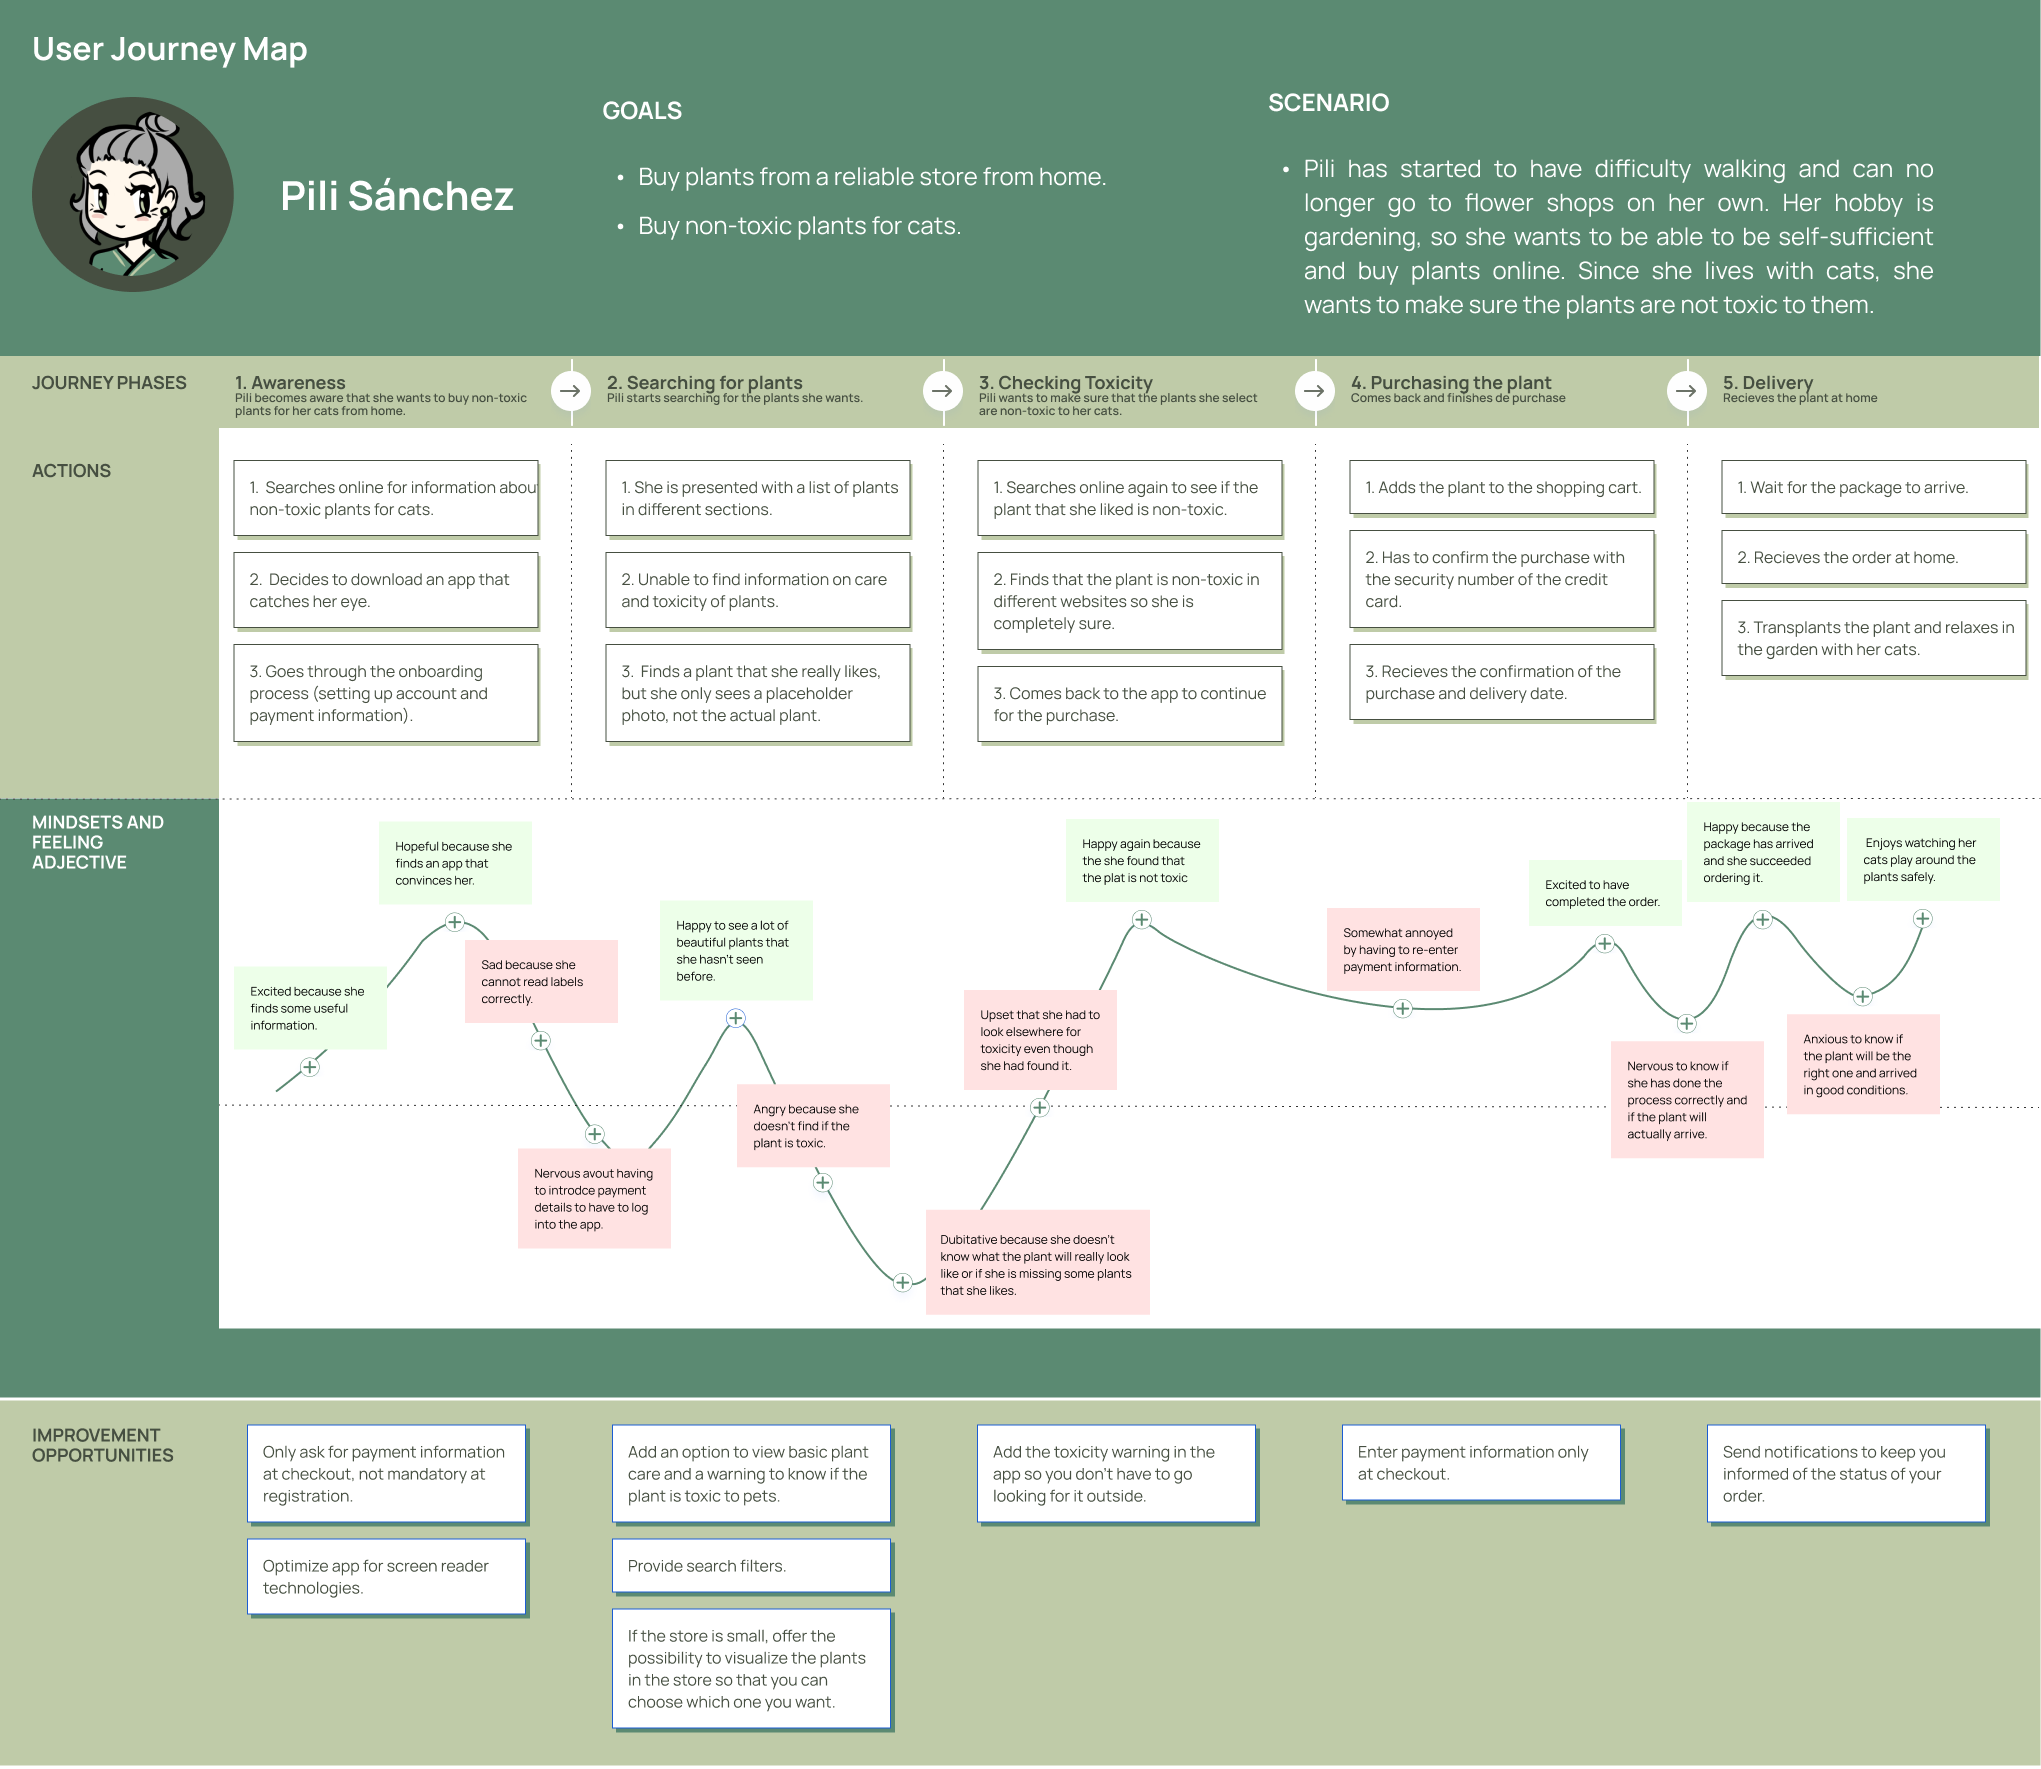 User Journey Map
Pili Sánchez
GOALS
• Buy plants from a reliable store from home.
• Buy non-toxic plants for cats.
SCENARIO
• Pili has started to have difficulty walking and can no
longer go to flower shops on her own. Her hobby is
gardening, so she wants to be able to be self-sufficient
and buy plants online. Since she lives with cats, she
wants to make sure the plants are not toxic to them.
JOURNEY PHASES
1. Awareness
Pili becomes aware that she wants to buy non-toxic
plants for her cats from home.
2. Searching for plants
Pili starts searching for the plants she wants.
3. Checking Toxicity
Pili wants to make sure that the plants she select
are non-toxic to her cats.
4. Purchasing the plant
Comes back and finishes de purchase
5. Delivery
Recieves the plant at home
ACTIONS
1. Searches online for information about
non-toxic plants for cats.
2. Decides to download an app that
catches her eye.
3. Goes through the onboarding
process (setting up account and
payment information).
1. She is presented with a list of plants
in different sections.
2. Unable to find information on care
and toxicity of plants.
3. Finds a plant that she really likes,
but she only sees a placeholder
photo, not the actual plant.
1. Searches online again to see if the
plant that she liked is non-toxic.
2. Finds that the plant is non-toxic in
different websites so she is
completely sure.
3. Comes back to the app to continue
for the purchase.
1. Adds the plant to the shopping cart.
2. Has to confirm the purchase with
the security number of the credit
card.
3. Recieves the confirmation of the
purchase and delivery date.
1. Wait for the package to arrive.
2. Recieves the order at home.
3. Transplants the plant and relaxes in
the garden with her cats.
MINDSETS AND
FEELING
ADJECTIVE
Excited because she
finds some useful
information.
Hopeful because she
finds an app that
convinces her.
Sad because she
cannot read labels
correctly.
Nervous avout having
to introdce payment
details to have to log
into the app.
Happy to see a lot of
beautiful plants that
she hasn't seen
before.
Angry because she
doesn't find if the
plant is toxic.
Dubitative because she doesn't
know what the plant will really look
like or if she is missing some plants
that she likes.
Upset that she had to
look elsewhere for
toxicity even though
she had found it.
Happy again because
the she found that
the plat is not toxic
Somewhat annoyed
by having to re-enter
payment information.
Excited to have
completed the order.
Nervous to know if
she has done the
process correctly and
if the plant will
actually arrive.
Happy because the
package has arrived
and she succeeded
ordering it.
Anxious to know if
the plant will be the
right one and arrived
in good conditions.
Enjoys watching her
cats play around the
plants safely.
IMPROVEMENT
OPPORTUNITIES
Only ask for payment information
at checkout, not mandatory at
registration.
Optimize app for screen reader
technologies.
Add an option to view basic plant
care and a warning to know if the
plant is toxic to pets.
Provide search filters.
If the store is small, offer the
possibility to visualize the plants
in the store so that you can
choose which one you want.
Add the toxicity warning in the
app so you don't have to go
looking for it outside.
Enter payment information only
at checkout.
Send notifications to keep you
informed of the status of your
order.